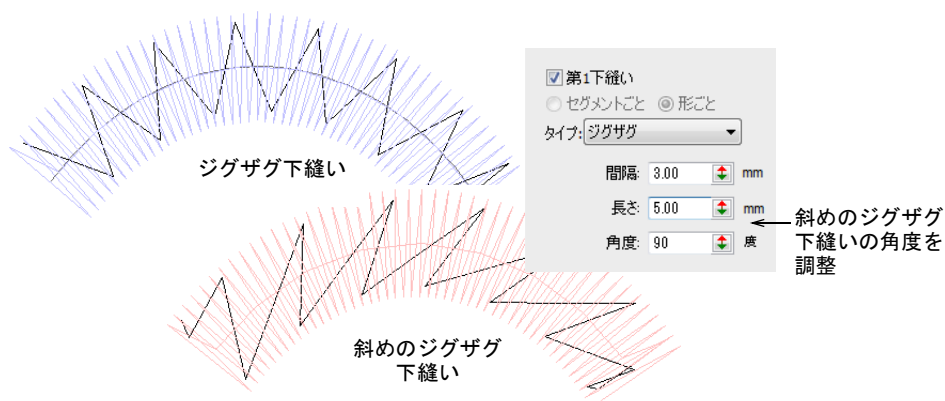 第1下縫い
セグメントごと 形ごと
タイプ: ジグザグ
間隔: 3.00 mm
長さ: 5.00 mm
角度: 90 度
ジグザグ下縫い
斜めのジグザグ
下縫いの角度を
調整
斜めのジグザグ
下縫い